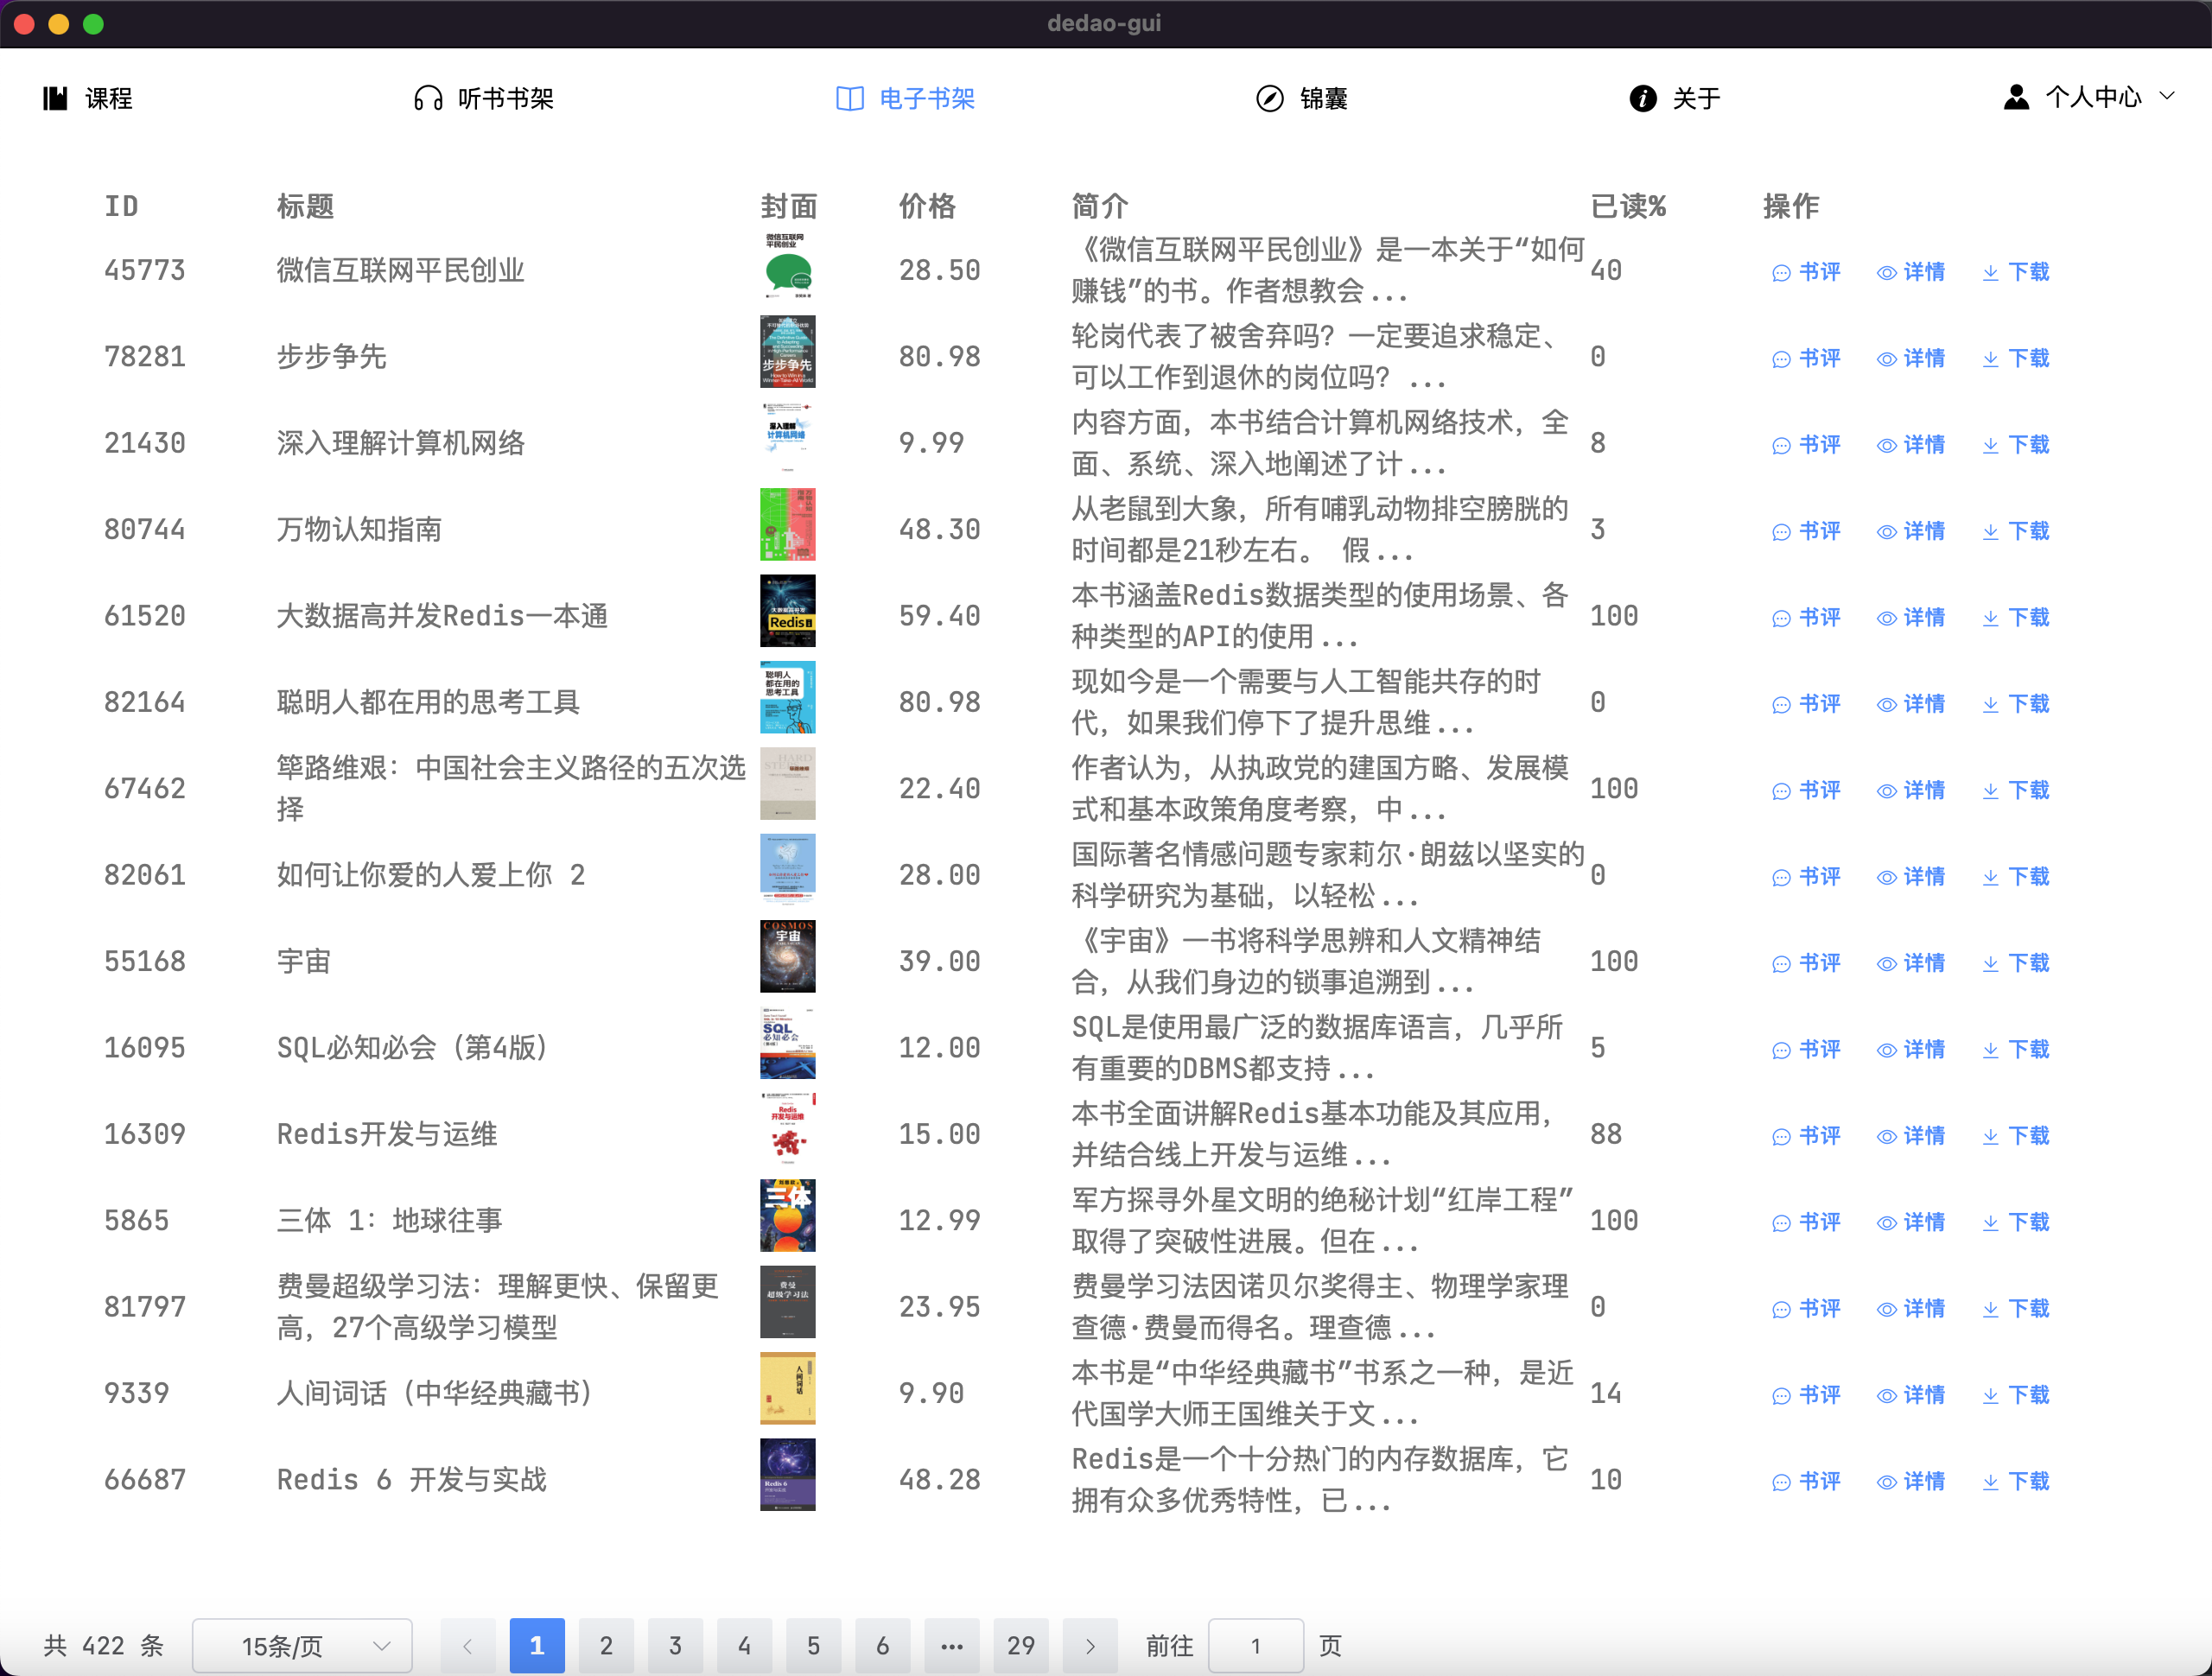 dedao-gui
课程 听书书架 电子书架 锦囊 关于 个人中心
ID 标题 封面 价格 简介 已读% 操作
微信互联网
平民创业
45773 微信互联网平民创业 28.50 《微信互联网平民创业》是一本关于“如何 40 书评 详情 下载
赚钱”的书。作者想教会...
78281 步步争先 步步争先 80.98 轮岗代表了被舍弃吗？一定要追求稳定、 0 书评 详情 下载
可以工作到退休的岗位吗？ ...
21430 深入理解计算机网络 深入理解 计算机网络 9.99 内容方面，本书结合计算机网络技术，全 8 书评 详情 下载
面、系统、深入地阐述了计...
80744 万物认知指南 48.30 从老鼠到大象，所有哺乳动物排空膀胱的 3 书评 详情 下载
时间都是21秒左右。 假...
61520 大数据高并发Redis一本通 Redis 59.40 本书涵盖Redis数据类型的使用场景、各 100 书评 详情 下载
种类型的API的使用...
82164 聪明人都在用的思考工具 聪明人 都在用的 思考工具 80.98 现如今是一个需要与人工智能共存的时 0 书评 详情 下载
代，如果我们停下了提升思维...
67462 筚路维艰：中国社会主义路径的五次选 22.40 作者认为，从执政党的建国方略、发展模 100 书评 详情 下载
择 式和基本政策角度考察，中...
82061 如何让你爱的人爱上你 2 28.00 国际著名情感问题专家莉尔·朗兹以坚实的 0 书评 详情 下载
科学研究为基础，以轻松...
55168 宇宙 COSMOS 宇宙 39.00 《宇宙》一书将科学思辨和人文精神结 100 书评 详情 下载
合，从我们身边的锁事追溯到...
16095 SQL必知必会（第4版） SQL 必知必会 12.00 SQL是使用最广泛的数据库语言，几乎所 5 书评 详情 下载
有重要的DBMS都支持...
16309 Redis开发与运维 Redis 开发与运维 15.00 本书全面讲解Redis基本功能及其应用， 88 书评 详情 下载
并结合线上开发与运维...
5865 三体 1：地球往事 三体 12.99 军方探寻外星文明的绝秘计划“红岸工程” 100 书评 详情 下载
取得了突破性进展。但在...
81797 费曼超级学习法：理解更快、保留更 费曼 超级学习法 23.95 费曼学习法因诺贝尔奖得主、物理学家理 0 书评 详情 下载
高，27个高级学习模型 查德·费曼而得名。理查德...
9339 人间词话（中华经典藏书） 人间词话 9.90 本书是“中华经典藏书”书系之一种，是近 14 书评 详情 下载
代国学大师王国维关于文...
66687 Redis 6 开发与实战 Redis 6 48.28 Redis是一个十分热门的内存数据库，它 10 书评 详情 下载
拥有众多优秀特性，已...
共 422 条 15条/页 1 2 3 4 5 6 ... 29 前往 1 页